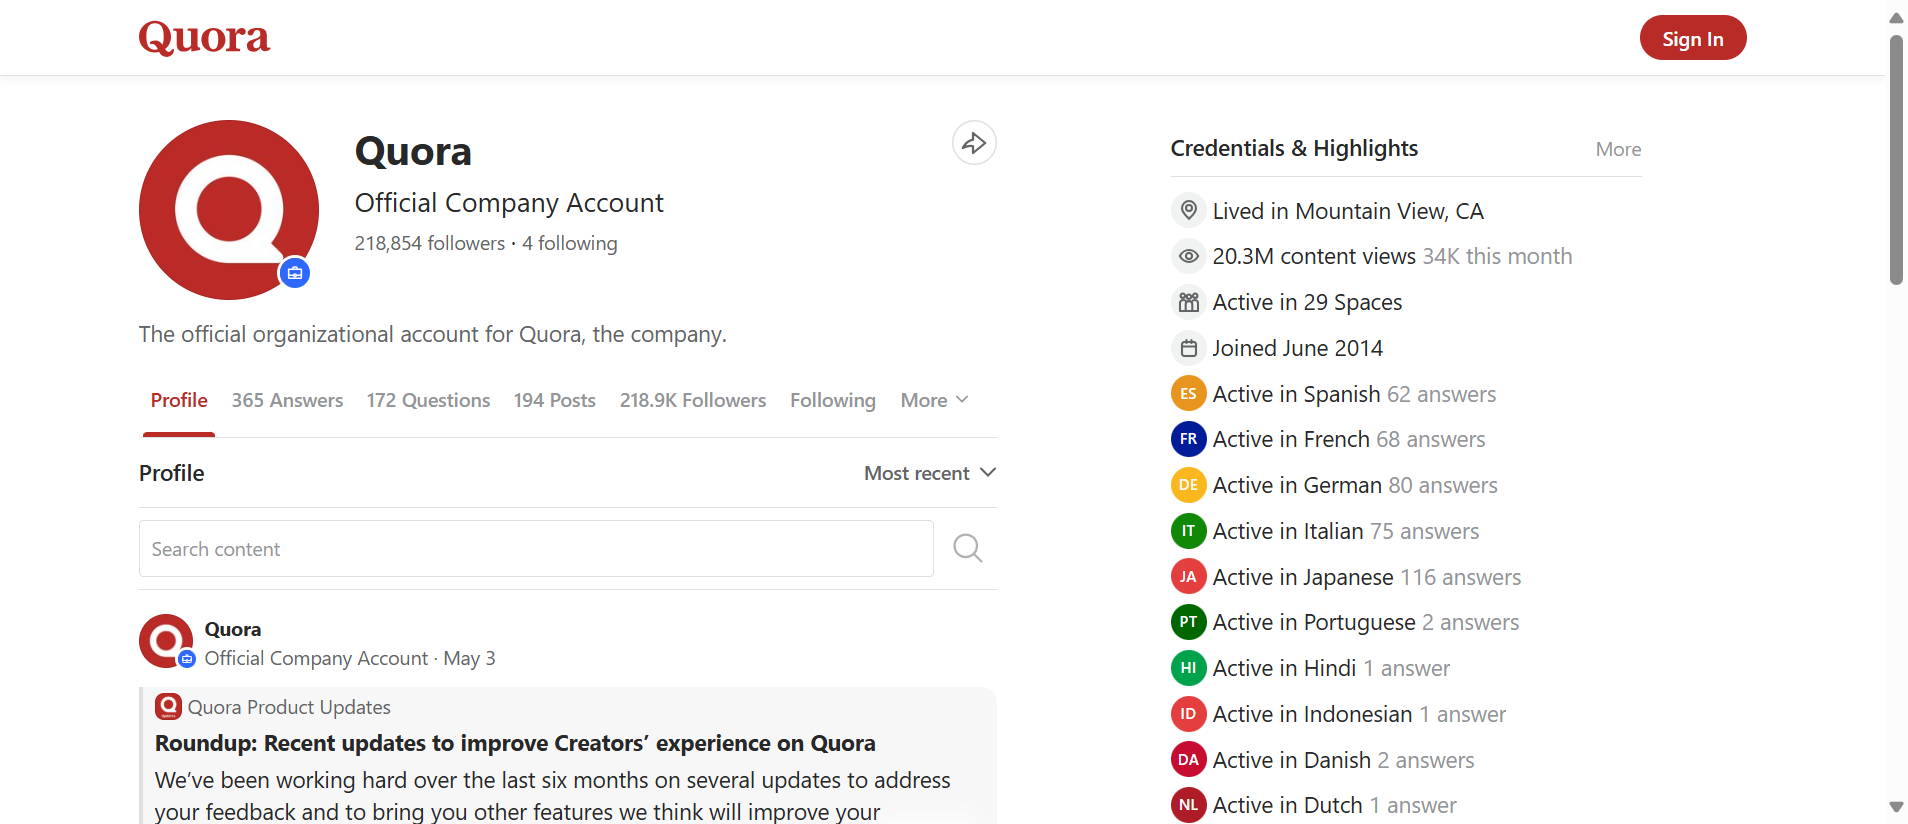 Quora
Sign In
Quora
Official Company Account
218,854 followers · 4 following
The official organizational account for Quora, the company.
Profile
365 Answers
172 Questions
194 Posts
218.9K Followers
Following
More
Profile
Most recent
Search content
Quora
Official Company Account · May 3
Quora Product Updates
Roundup: Recent updates to improve Creators’ experience on Quora
We’ve been working hard over the last six months on several updates to address
your feedback and to bring you other features we think will improve your
Credentials & Highlights
More
Lived in Mountain View, CA
20.3M content views 34K this month
Active in 29 Spaces
Joined June 2014
ES Active in Spanish 62 answers
FR Active in French 68 answers
DE Active in German 80 answers
IT Active in Italian 75 answers
JA Active in Japanese 116 answers
PT Active in Portuguese 2 answers
HI Active in Hindi 1 answer
ID Active in Indonesian 1 answer
DA Active in Danish 2 answers
NL Active in Dutch 1 answer